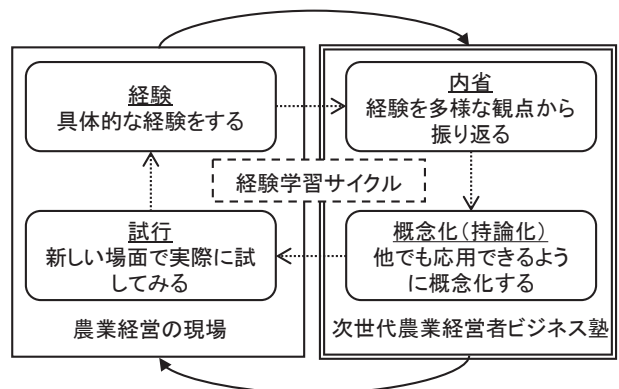 経験
具体的な経験をする
内省
経験を多様な観点から
振り返る
経験学習サイクル
試行
新しい場面で実際に試
してみる
概念化(持論化)
他でも応用できるよう
に概念化する
農業経営の現場
次世代農業経営者ビジネス塾